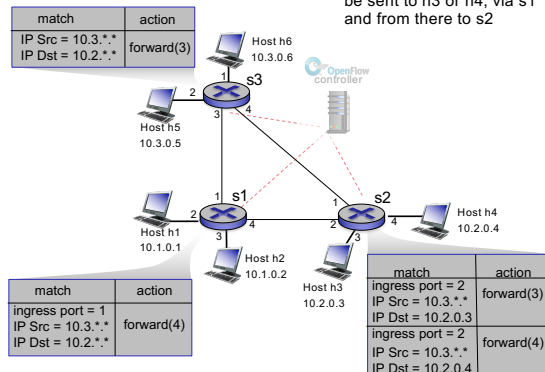 be sent to h3 or h4, via s1
and from there to s2
match action
IP Src = 10.3.*.*
IP Dst = 10.2.*.*
forward(3)
Host h6
10.3.0.6
OpenFlow
controller
1
s3
2
3
4
Host h5
10.3.0.5
1
s1
2
3
4
Host h1
10.1.0.1
Host h2
10.1.0.2
1
s2
2
3
4
Host h4
10.2.0.4
Host h3
10.2.0.3
match action
ingress port = 1
IP Src = 10.3.*.*
IP Dst = 10.2.*.*
forward(4)
match action
ingress port = 2
IP Src = 10.3.*.*
IP Dst = 10.2.0.3
forward(3)
ingress port = 2
IP Src = 10.3.*.*
IP Dst = 10.2.0.4
forward(4)